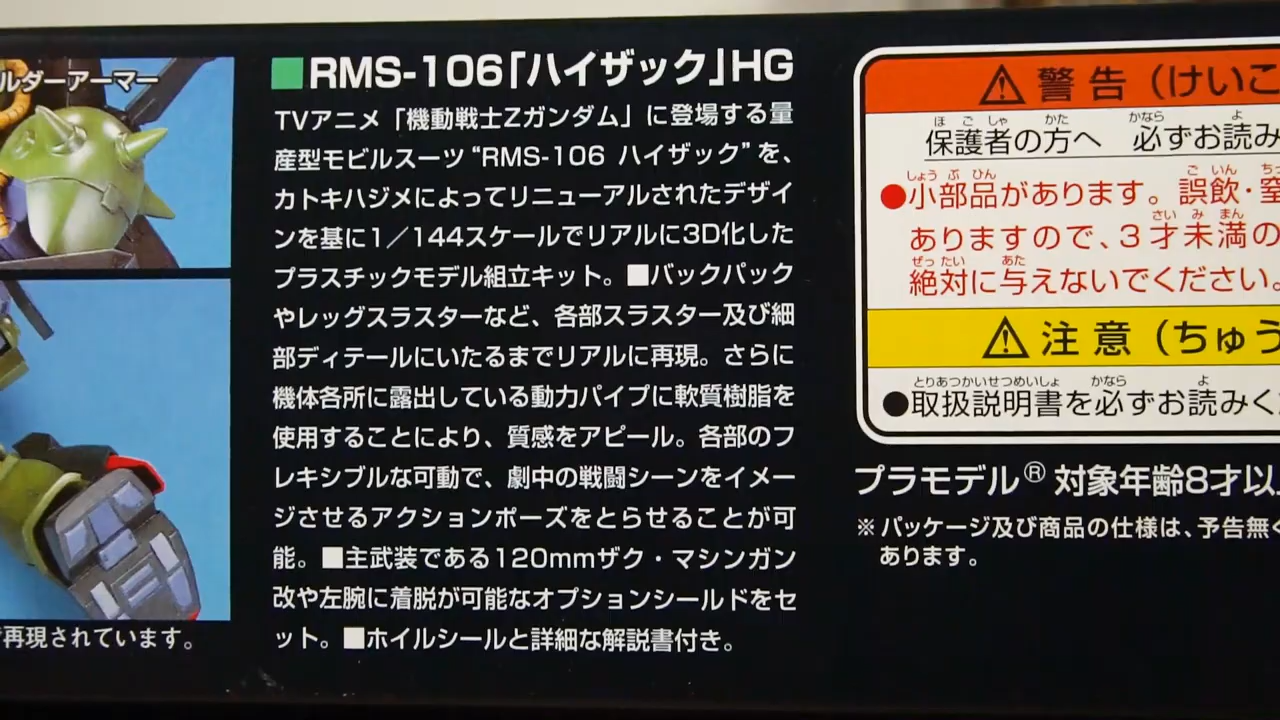 ルダーアーマー
再現されています。
■RMS-106「ハイザック」HG
TVアニメ「機動戦士Zガンダム」に登場する量
産型モビルスーツ“RMS-106 ハイザック”を、
カトキハジメによってリニューアルされたデザイ
ンを基に1/144スケールでリアルに3D化した
プラスチックモデル組立キット。■バックパック
やレッグスラスターなど、各部スラスター及び細
部ディテールにいたるまでリアルに再現。さらに
機体各所に露出している動力パイプに軟質樹脂を
使用することにより、質感をアピール。各部のフ
レキシブルな可動で、劇中の戦闘シーンをイメー
ジさせるアクションポーズをとらせることが可
能。■主武装である120mmザク・マシンガン
改や左腕に着脱が可能なオプションシールドをセ
ット。■ホイルシールと詳細な解説書付き。
⚠警告(けいこ
ほごしゃ かた かなら よ
保護者の方へ 必ずお読み
しょうぶひん ごいん ちっ
●小部品があります。誤飲・窒
さいみまん
ありますので、3才未満の
ぜったい あた
絶対に与えないでください。
⚠注意(ちゅう
とりあつかいせつめいしょ かなら よ
●取扱説明書を必ずお読みく
プラモデル® 対象年齢8才以
※パッケージ及び商品の仕様は、予告無く
あります。